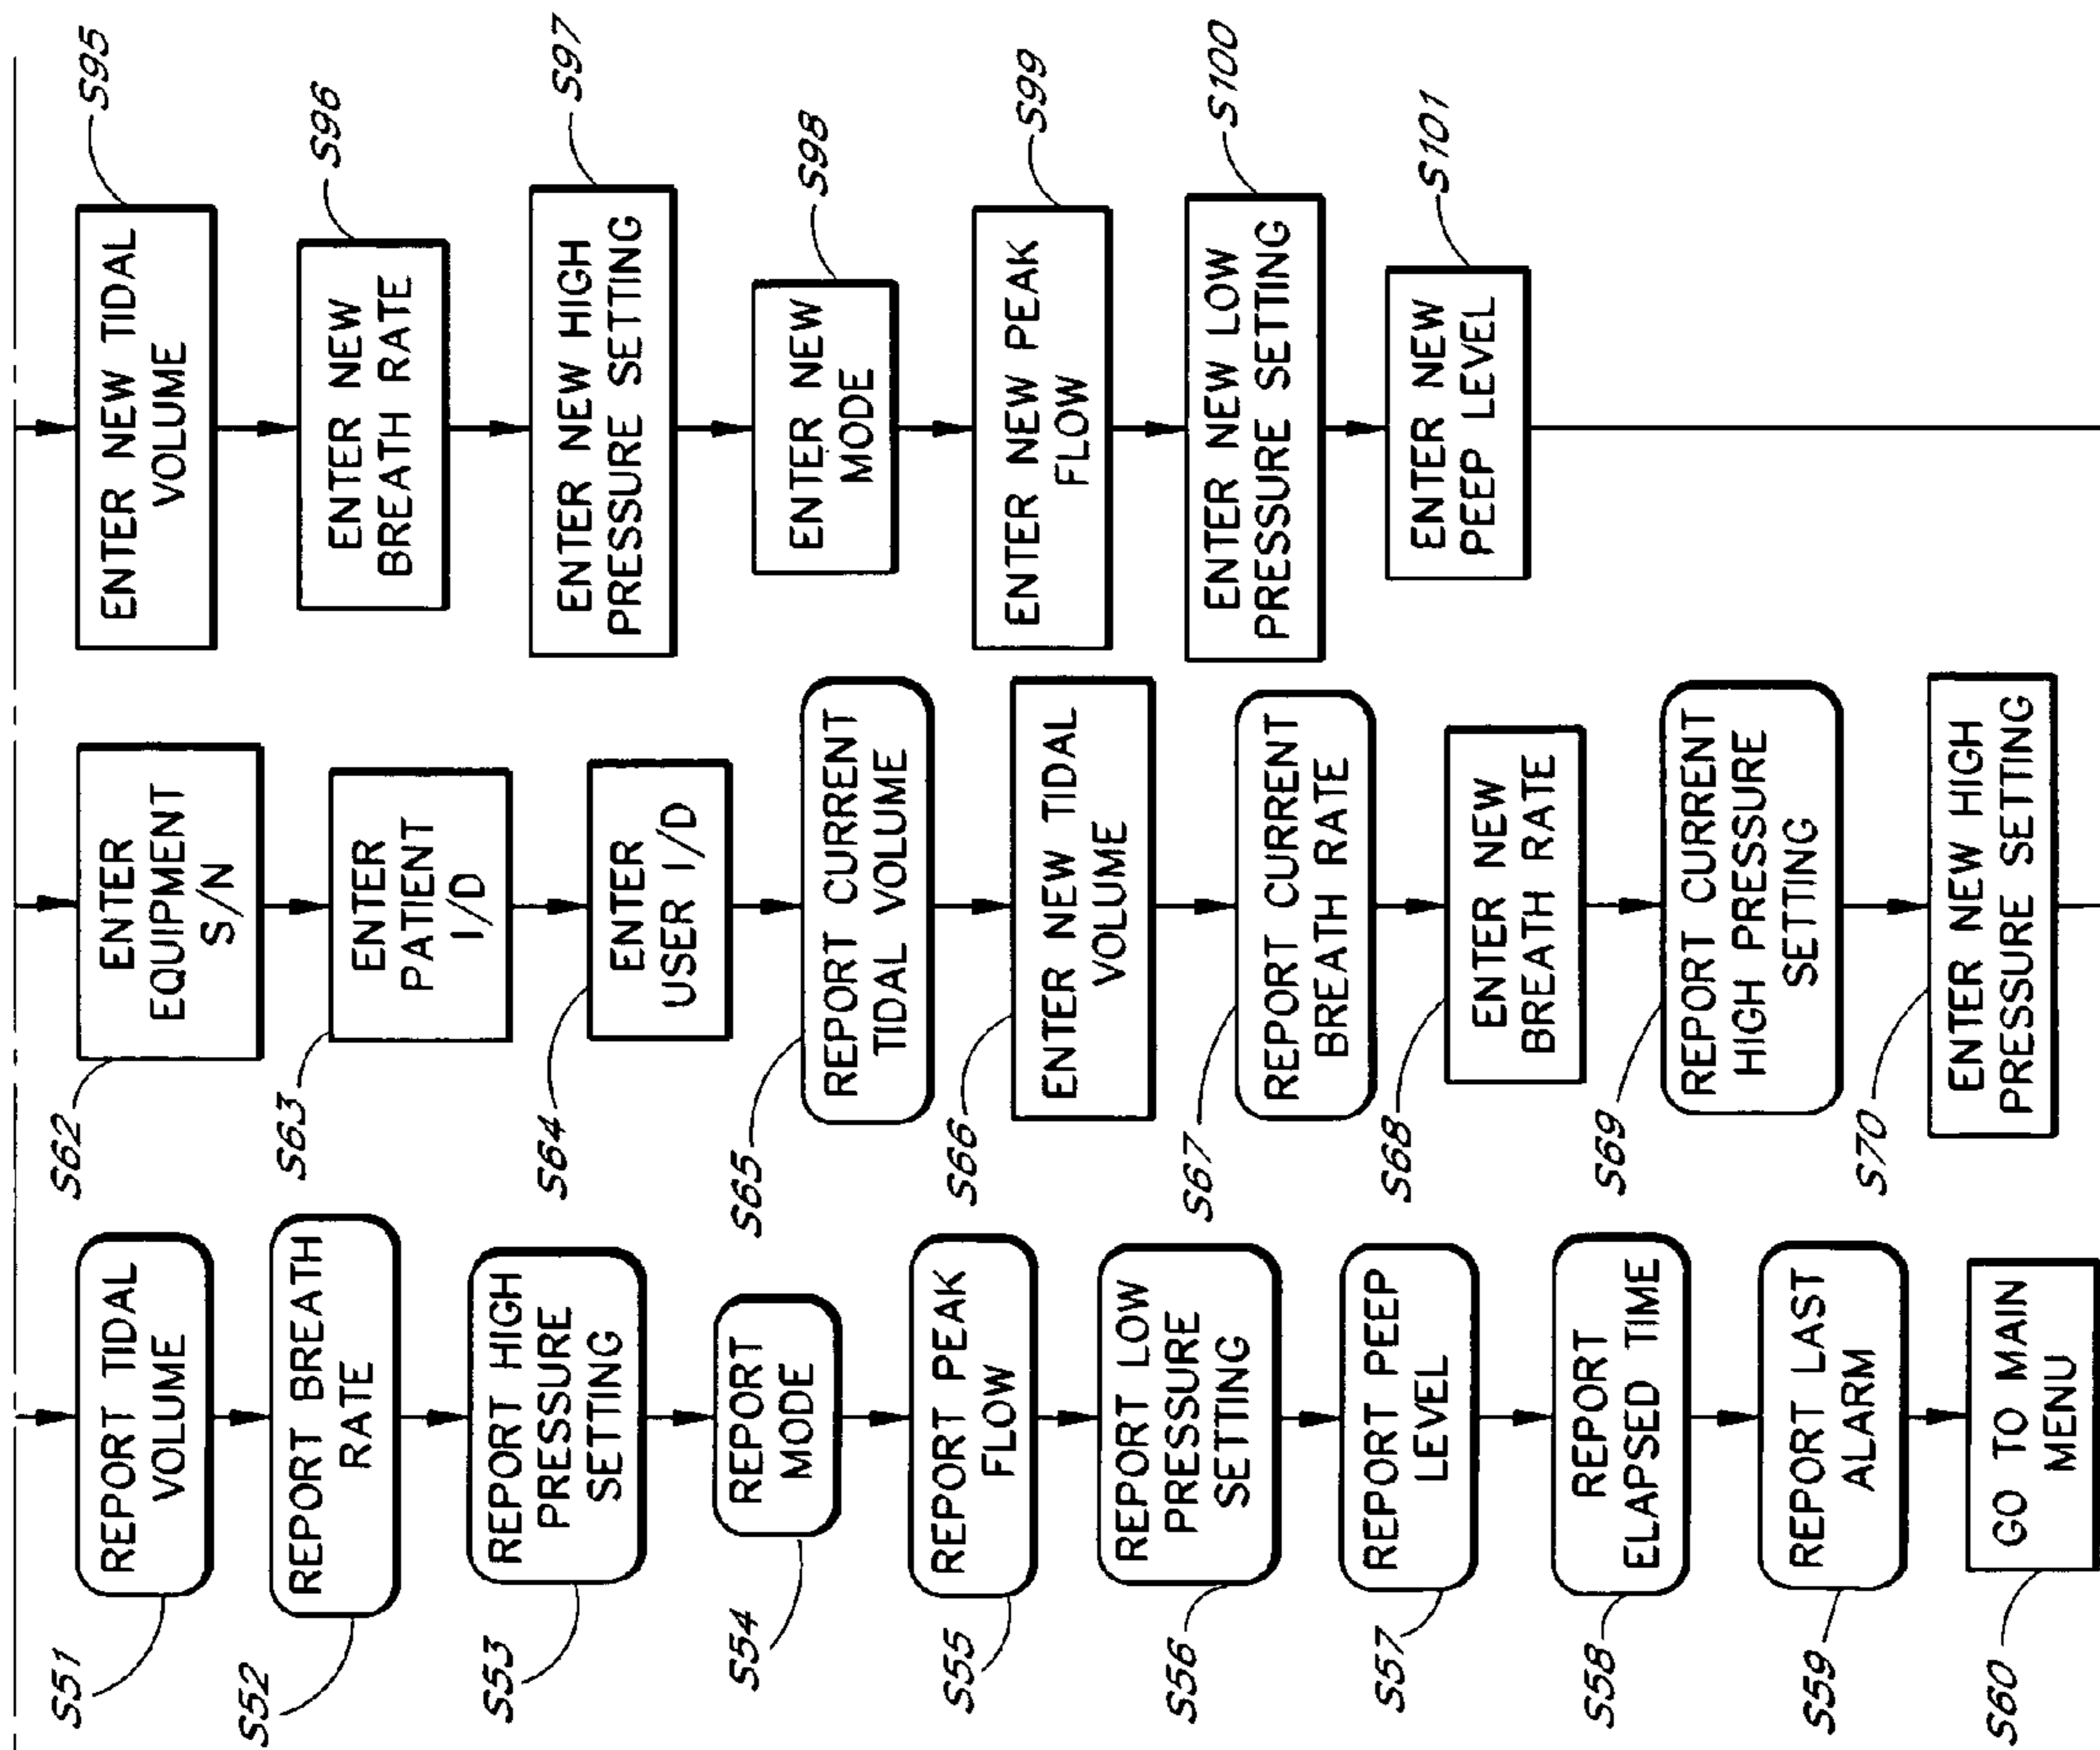 S51
REPORT TIDAL
VOLUME
S52
REPORT BREATH
RATE
S53
REPORT HIGH
PRESSURE
SETTING
S54
REPORT
MODE
S55
REPORT PEAK
FLOW
S56
REPORT LOW
PRESSURE
SETTING
S57
REPORT PEEP
LEVEL
S58
REPORT
ELAPSED TIME
S59
REPORT LAST
ALARM
S60
GO TO MAIN
MENU
S62
ENTER
EQUIPMENT
S/N
S63
ENTER
PATIENT
I/D
S64
ENTER
USER I/D
S65
REPORT CURRENT
TIDAL VOLUME
S66
ENTER NEW TIDAL
VOLUME
S67
REPORT CURRENT
BREATH RATE
S68
ENTER NEW
BREATH RATE
S69
REPORT CURRENT
HIGH PRESSURE
SETTING
S70
ENTER NEW HIGH
PRESSURE SETTING
S95
ENTER NEW TIDAL
VOLUME
S96
ENTER NEW
BREATH RATE
S97
ENTER NEW HIGH
PRESSURE SETTING
S98
ENTER NEW
MODE
S99
ENTER NEW PEAK
FLOW
S100
ENTER NEW LOW
PRESSURE SETTING
S101
ENTER NEW
PEEP LEVEL